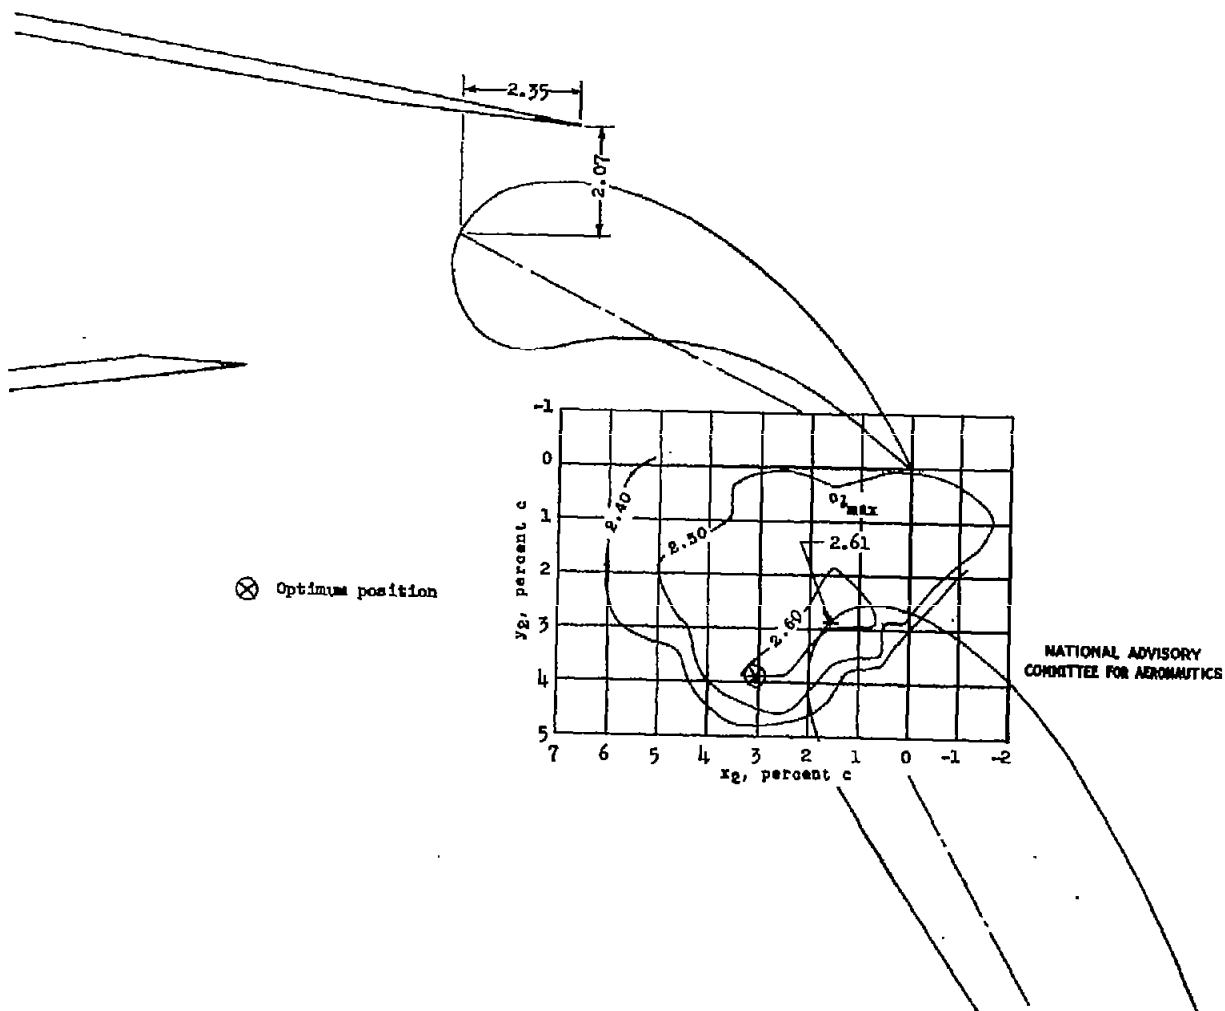 2.35
2.07
-1
0
1
2
3
4
5
y2, percent c
2.40
2.50
cl max
2.61
2.60
⊗ Optimum position
NATIONAL ADVISORY
COMMITTEE FOR AERONAUTICS
7 6 5 4 3 2 1 0 -1 -2
x2, percent c